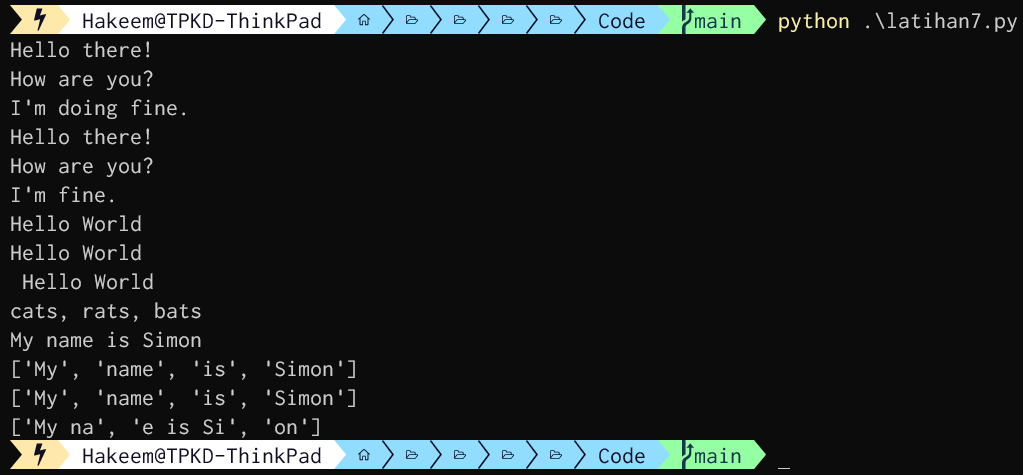 Hakeem@TPKD-ThinkPad Code main python .\latihan7.py
Hello there!
How are you?
I'm doing fine.
Hello there!
How are you?
I'm fine.
Hello World
Hello World
 Hello World
cats, rats, bats
My name is Simon
['My', 'name', 'is', 'Simon']
['My', 'name', 'is', 'Simon']
['My na', 'e is Si', 'on']
Hakeem@TPKD-ThinkPad Code main _